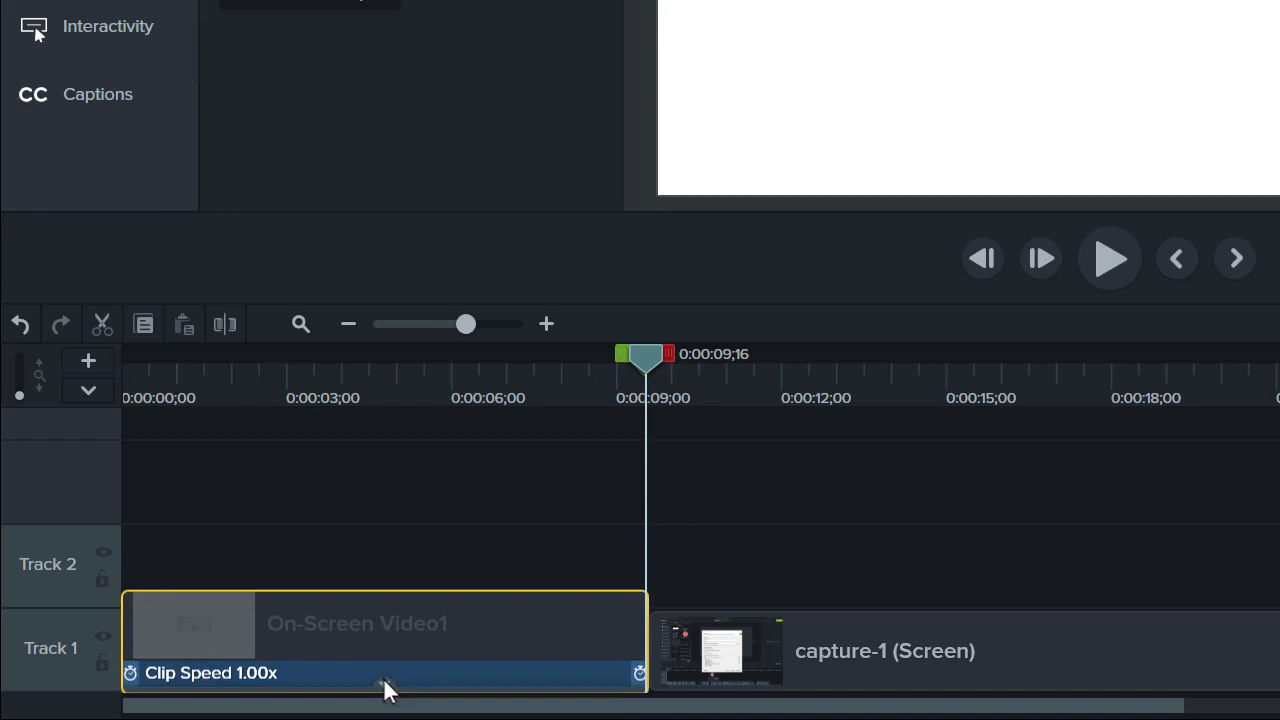 Interactivity
CC Captions
0:00:09;16
0:00:00;00 0:00:03;00 0:00:06;00 0:00:09;00 0:00:12;00 0:00:15;00 0:00:18;00
Track 2
Track 1
On-Screen Video1
Clip Speed 1.00x
capture-1 (Screen)